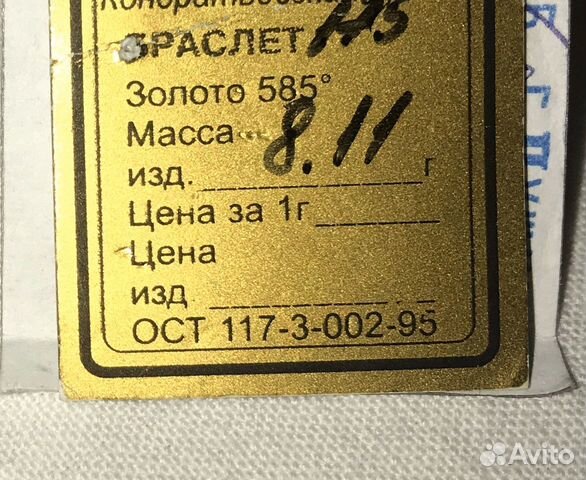 БРАСЛЕТ
Золото 585°
Масса 8.11
изд. г
Цена за 1г
Цена
изд
ОСТ 117-3-002-95
Avito